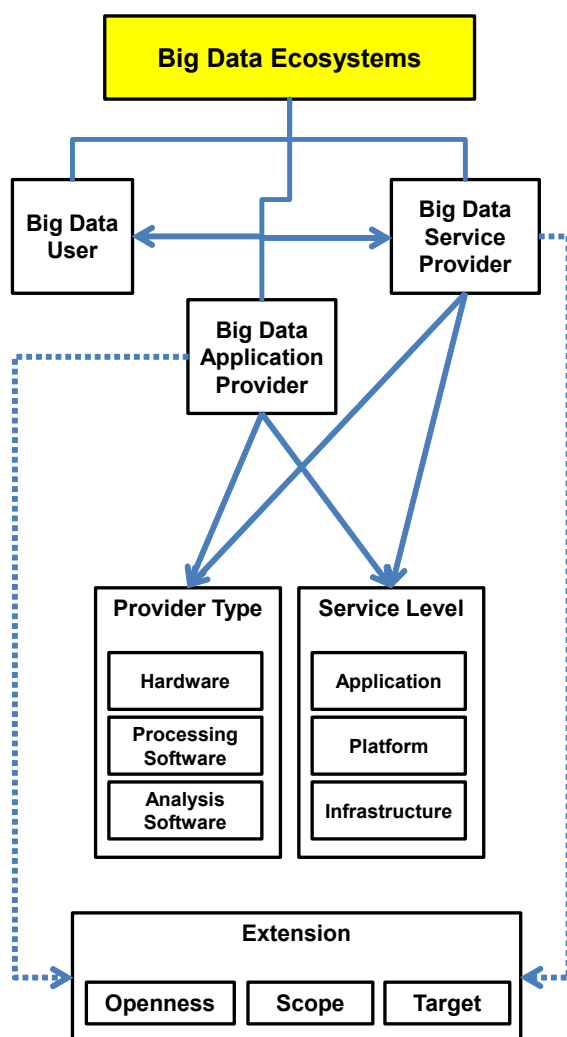 Big Data Ecosystems
Big Data
User
Big Data
Service
Provider
Big Data
Application
Provider
Provider Type
Hardware
Processing
Software
Analysis
Software
Service Level
Application
Platform
Infrastructure
Extension
Openness
Scope
Target